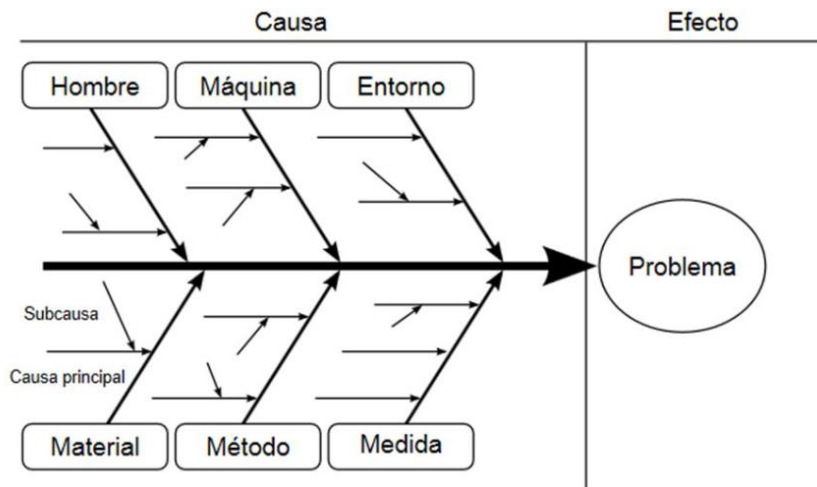 Causa
Efecto
Hombre
Máquina
Entorno
Problema
Subcausa
Causa principal
Material
Método
Medida